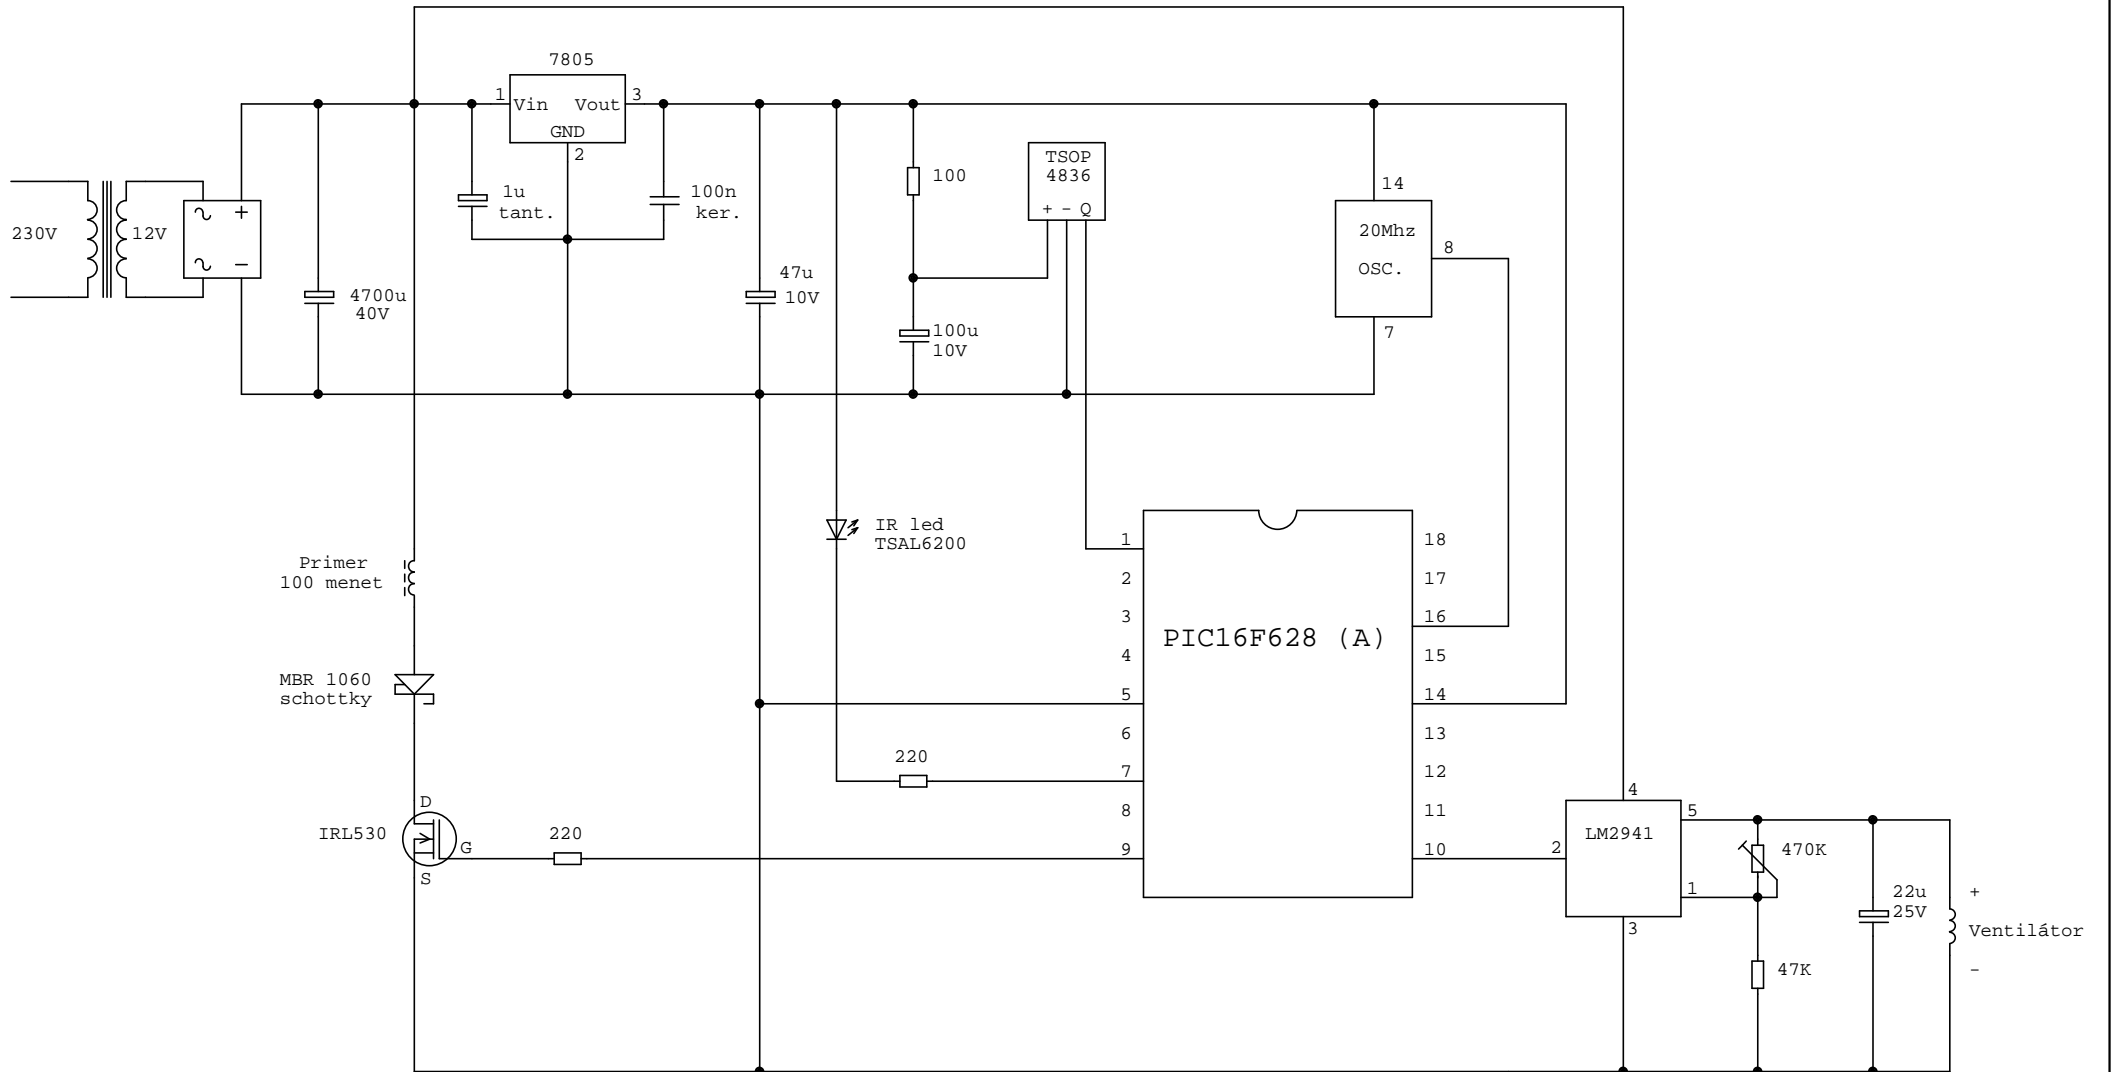 7805
1
Vin
Vout
3
GND
2
230V
12V
4700u
40V
1u
tant.
100n
ker.
47u
10V
100
100u
10V
TSOP
4836
+ - Q
14
20Mhz
OSC.
8
7
+
-
IR led
TSAL6200
Primer
100 menet
MBR 1060
schottky
D
IRL530
G
S
220
220
PIC16F628 (A)
1
2
3
4
5
6
7
8
9
18
17
16
15
14
13
12
11
10
4
LM2941
2
5
1
3
470K
47K
22u
25V
+
Ventilátor
-